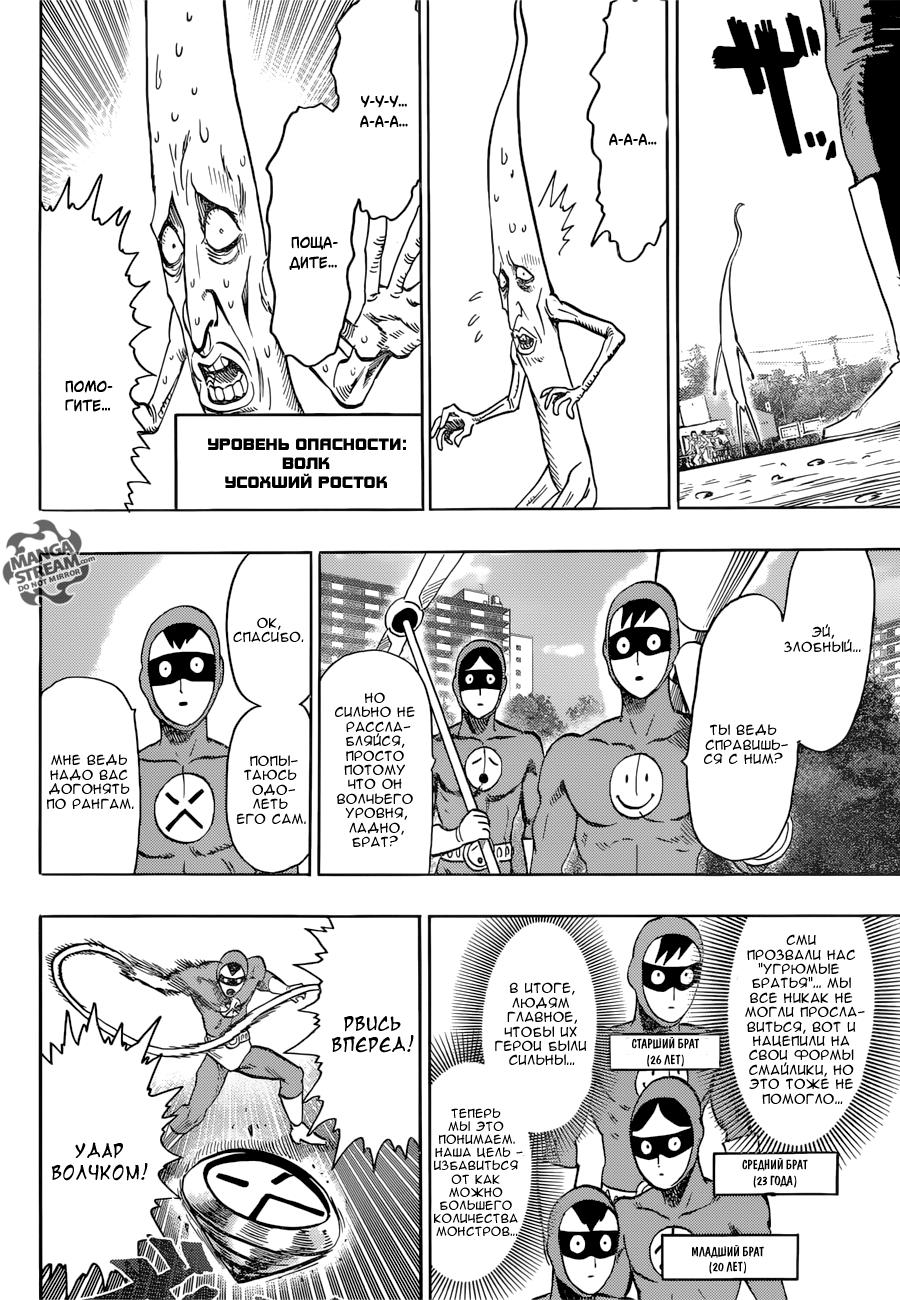 А-А-А...
У-У-У...
А-А-А...
ПОЩА-
ДИТЕ...
ПОМО-
ГИТЕ...
УРОВЕНЬ ОПАСНОСТИ:
ВОЛК
УСОХШИЙ РОСТОК
MANGA
STREAM.com
DO NOT MIRROR!
ЭЙ,
ЗЛОБНЫЙ...
ТЫ ВЕДЬ
СПРАВИШЬ-
СЯ С НИМ?
НО
СИЛЬНО НЕ
РАССЛА-
БЛЯЙСЯ,
ПРОСТО
ПОТОМУ
ЧТО ОН
ВОЛЧЬЕГО
УРОВНЯ,
ЛАДНО,
БРАТ?
ОК,
СПАСИБО.
ПОПЫ-
ТАЮСЬ
ОДО-
ЛЕТЬ
ЕГО САМ.
МНЕ ВЕДЬ
НАДО ВАС
ДОГОНЯТЬ
ПО РАНГАМ.
СМИ
ПРОЗВАЛИ НАС
"УГРЮМЫЕ
БРАТЬЯ"... МЫ
ВСЕ НИКАК НЕ
МОГЛИ ПРОСЛА-
ВИТЬСЯ, ВОТ И
НАЦЕПИЛИ НА
СВОИ ФОРМЫ
СМАЙЛИКИ,
НО ЭТО ТОЖЕ НЕ
ПОМОГЛО...
СТАРШИЙ БРАТ
(26 ЛЕТ)
СРЕДНИЙ БРАТ
(23 ГОДА)
МЛАДШИЙ БРАТ
(20 ЛЕТ)
В ИТОГЕ,
ЛЮДЯМ
ГЛАВНОЕ,
ЧТОБЫ ИХ
ГЕРОИ БЫЛИ
СИЛЬНЫ...
ТЕПЕРЬ
МЫ ЭТО
ПОНИМАЕМ.
НАША ЦЕЛЬ -
ИЗБАВИТЬСЯ
ОТ КАК
МОЖНО
БОЛЬШЕГО
КОЛИЧЕСТВА
МОНСТРОВ...
РВИСЬ
ВПЕРЕД!
УДАР
ВОЛЧКОМ!